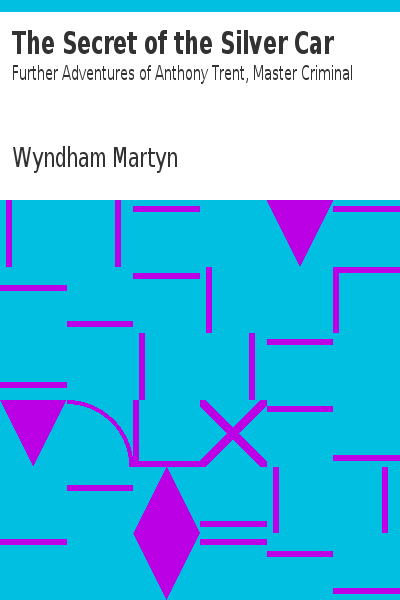 The Secret of the Silver Car
Further Adventures of Anthony Trent, Master Criminal
Wyndham Martyn